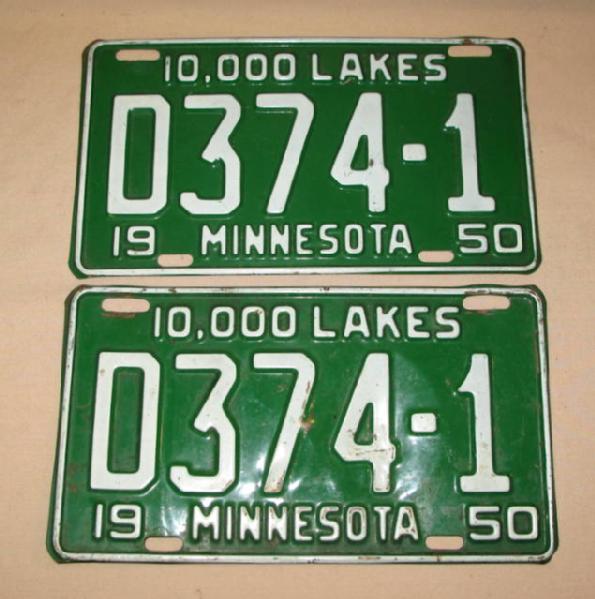 10,000 LAKES
D374-1
19 MINNESOTA 50
10,000 LAKES
D374-1
19 MINNESOTA 50